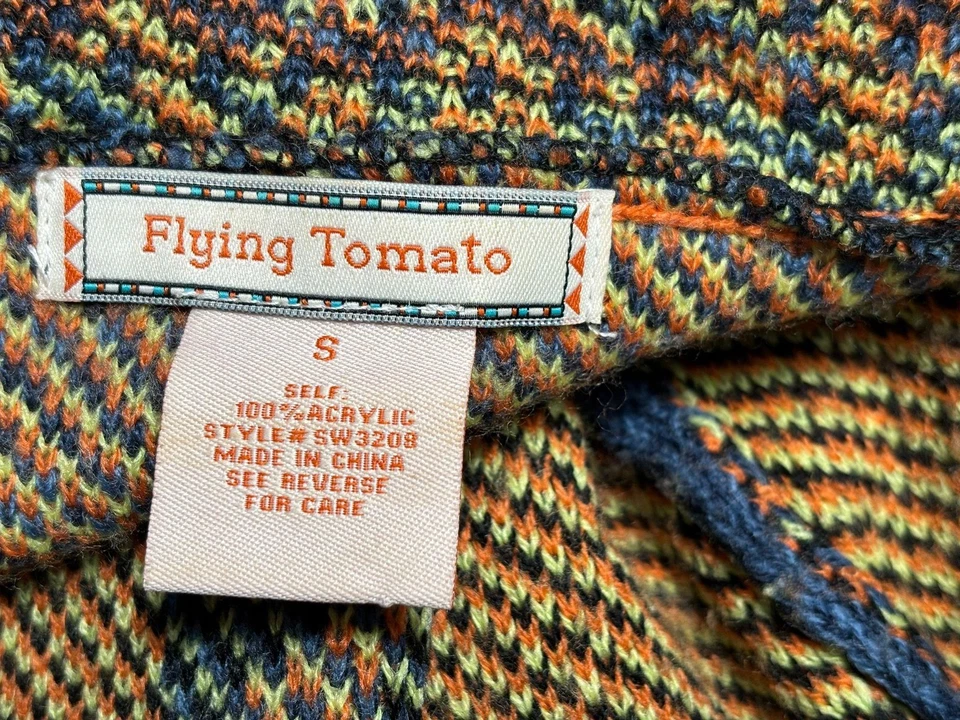 Flying Tomato
S
SELF:
100%ACRYLIC
STYLE# SW3208
MADE IN CHINA
SEE REVERSE
FOR CARE